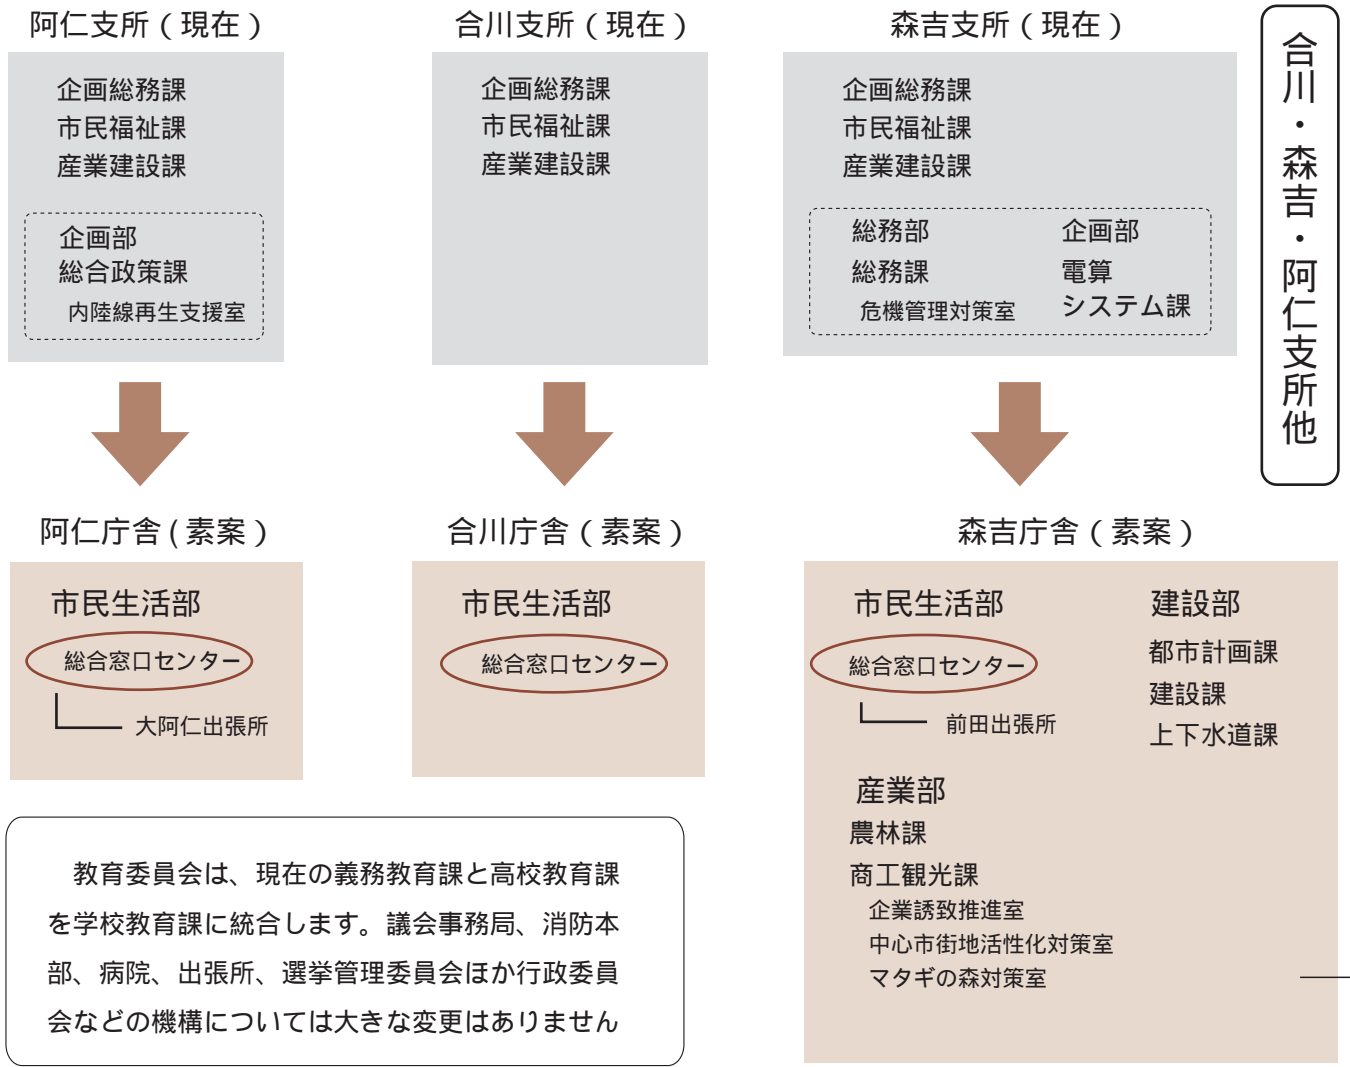 阿仁支所（現在）
企画総務課
市民福祉課
産業建設課
企画部
総合政策課
内陸線再生支援室
合川支所（現在）
企画総務課
市民福祉課
産業建設課
森吉支所（現在）
企画総務課
市民福祉課
産業建設課
総務部
総務課
危機管理対策室
企画部
電算
システム課
合川・森吉・阿仁支所他
阿仁庁舎（素案）
市民生活部
総合窓口センター
大阿仁出張所
合川庁舎（素案）
市民生活部
総合窓口センター
森吉庁舎（素案）
市民生活部
総合窓口センター
前田出張所
建設部
都市計画課
建設課
上下水道課
産業部
農林課
商工観光課
企業誘致推進室
中心市街地活性化対策室
マタギの森対策室
教育委員会は、現在の義務教育課と高校教育課
を学校教育課に統合します。議会事務局、消防本
部、病院、出張所、選挙管理委員会ほか行政委員
会などの機構については大きな変更はありません